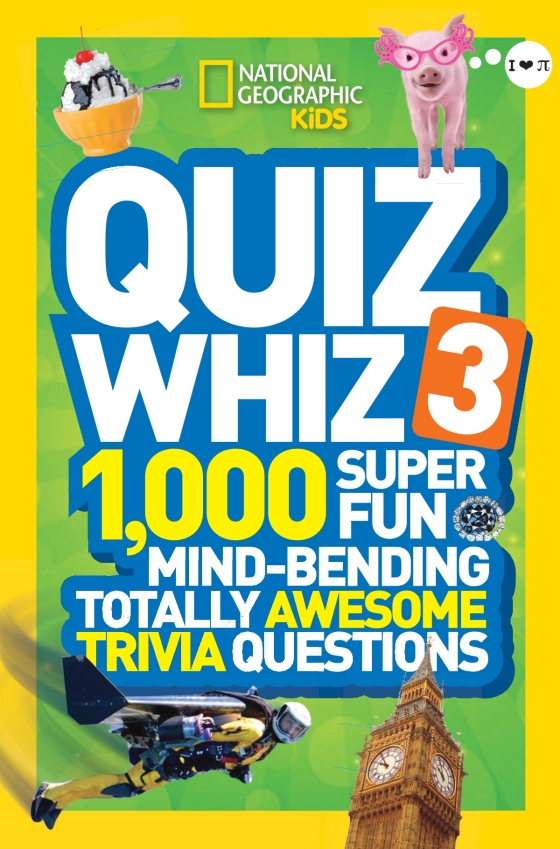 NATIONAL
GEOGRAPHIC
KiDS
I ❤ π
QUIZ
WHIZ 3
1,000 SUPER
FUN
MIND-BENDING
TOTALLY AWESOME
TRIVIA QUESTIONS